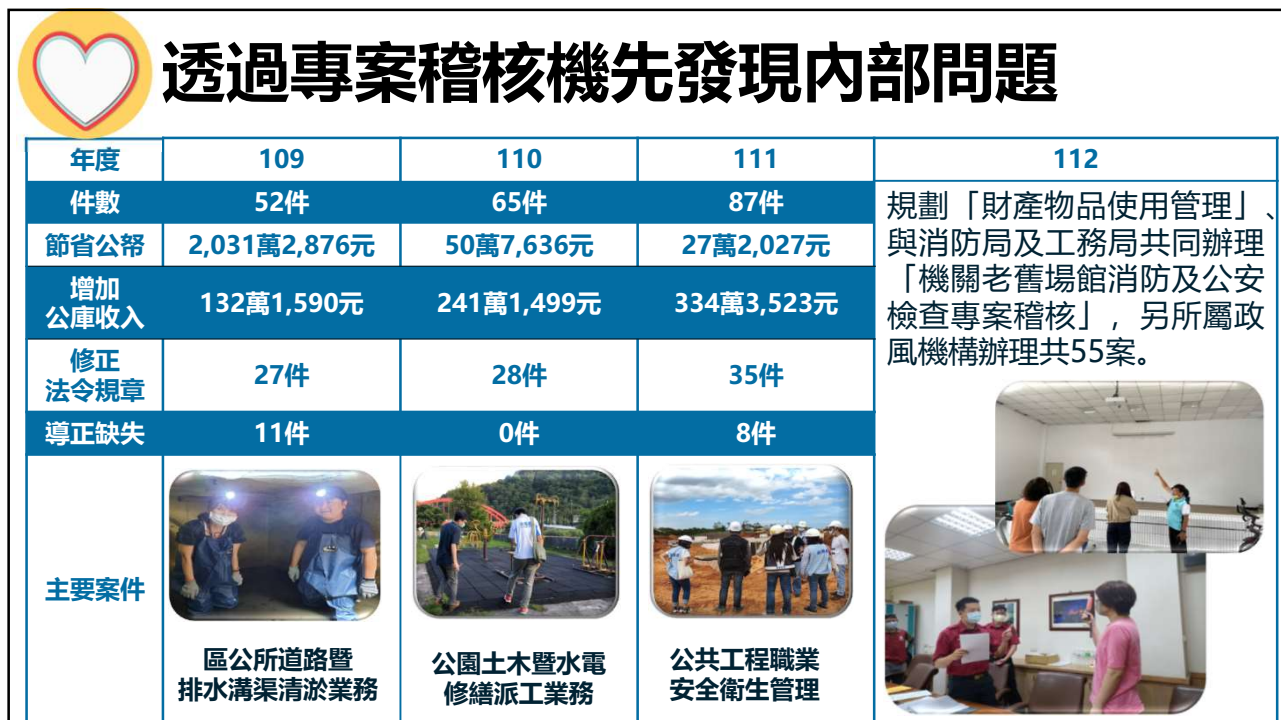 透過專案稽核機先發現內部問題
年度 109 110 111 112
件數 52件 65件 87件
節省公帑 2,031萬2,876元 50萬7,636元 27萬2,027元
增加
公庫收入 132萬1,590元 241萬1,499元 334萬3,523元
修正
法令規章 27件 28件 35件
導正缺失 11件 0件 8件
主要案件
區公所道路暨
排水溝渠清淤業務
公園土木暨水電
修繕派工業務
公共工程職業
安全衛生管理
規劃「財產物品使用管理」、
與消防局及工務局共同辦理
「機關老舊場館消防及公安
檢查專案稽核」，另所屬政
風機構辦理共55案。